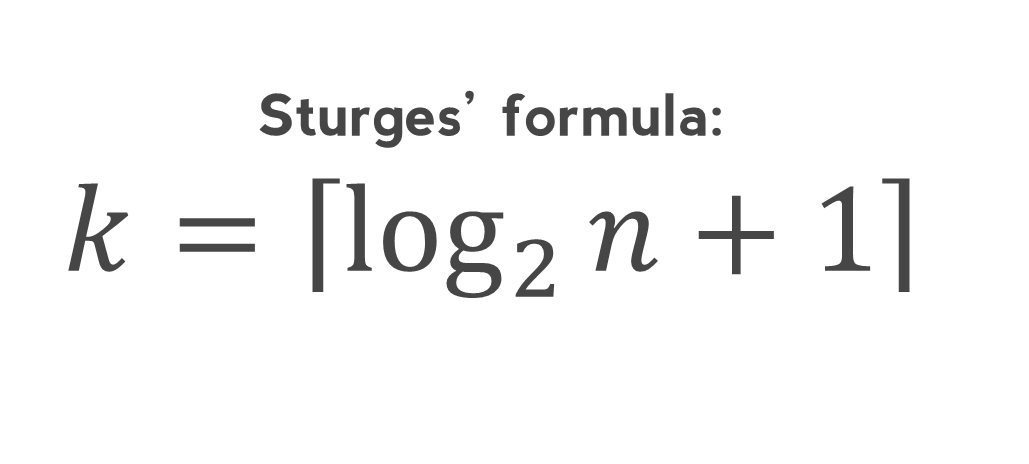 Sturges’ formula:
k = ⌈log₂ n + 1⌉